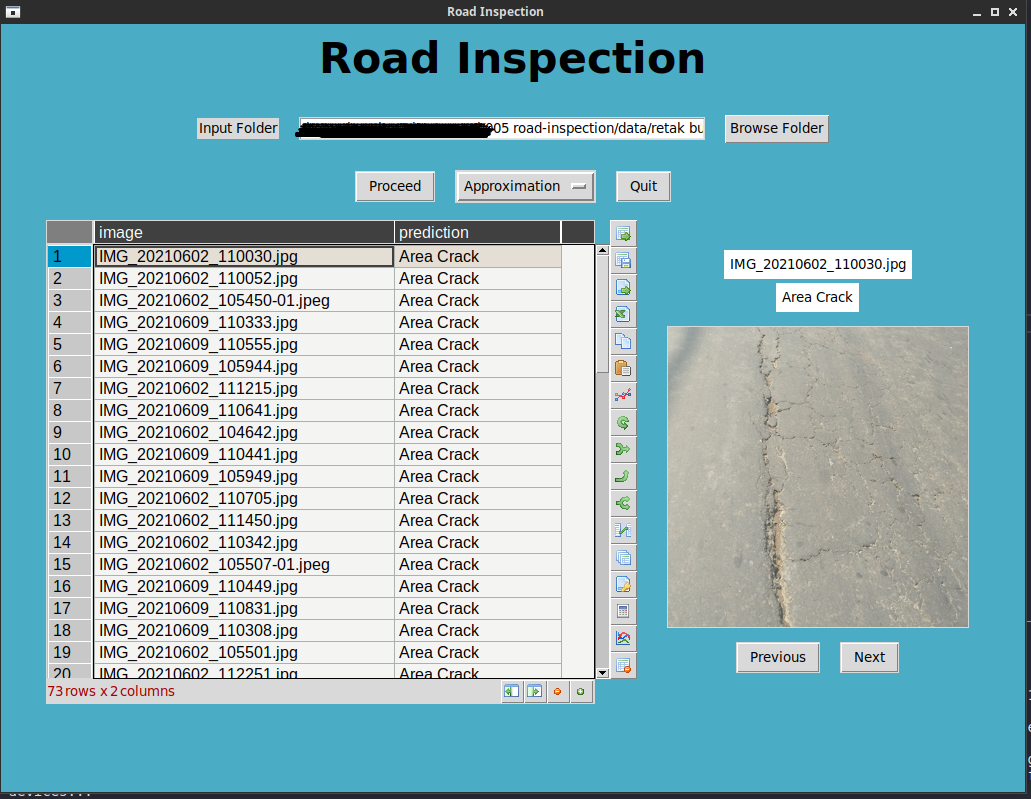 Road Inspection
Road Inspection
Input Folder
005 road-inspection/data/retak bu
Browse Folder
Proceed
Approximation
Quit
image prediction
1 IMG_20210602_110030.jpg Area Crack
2 IMG_20210602_110052.jpg Area Crack
3 IMG_20210602_105450-01.jpeg Area Crack
4 IMG_20210609_110333.jpg Area Crack
5 IMG_20210609_110555.jpg Area Crack
6 IMG_20210609_105944.jpg Area Crack
7 IMG_20210602_111215.jpg Area Crack
8 IMG_20210609_110641.jpg Area Crack
9 IMG_20210602_104642.jpg Area Crack
10 IMG_20210609_110441.jpg Area Crack
11 IMG_20210609_105949.jpg Area Crack
12 IMG_20210602_110705.jpg Area Crack
13 IMG_20210602_111450.jpg Area Crack
14 IMG_20210602_110342.jpg Area Crack
15 IMG_20210602_105507-01.jpeg Area Crack
16 IMG_20210609_110449.jpg Area Crack
17 IMG_20210609_110831.jpg Area Crack
18 IMG_20210609_110308.jpg Area Crack
19 IMG_20210602_105501.jpg Area Crack
20 IMG_20210602_112251.jpg Area Crack
73 rows x 2 columns
IMG_20210602_110030.jpg
Area Crack
Previous
Next